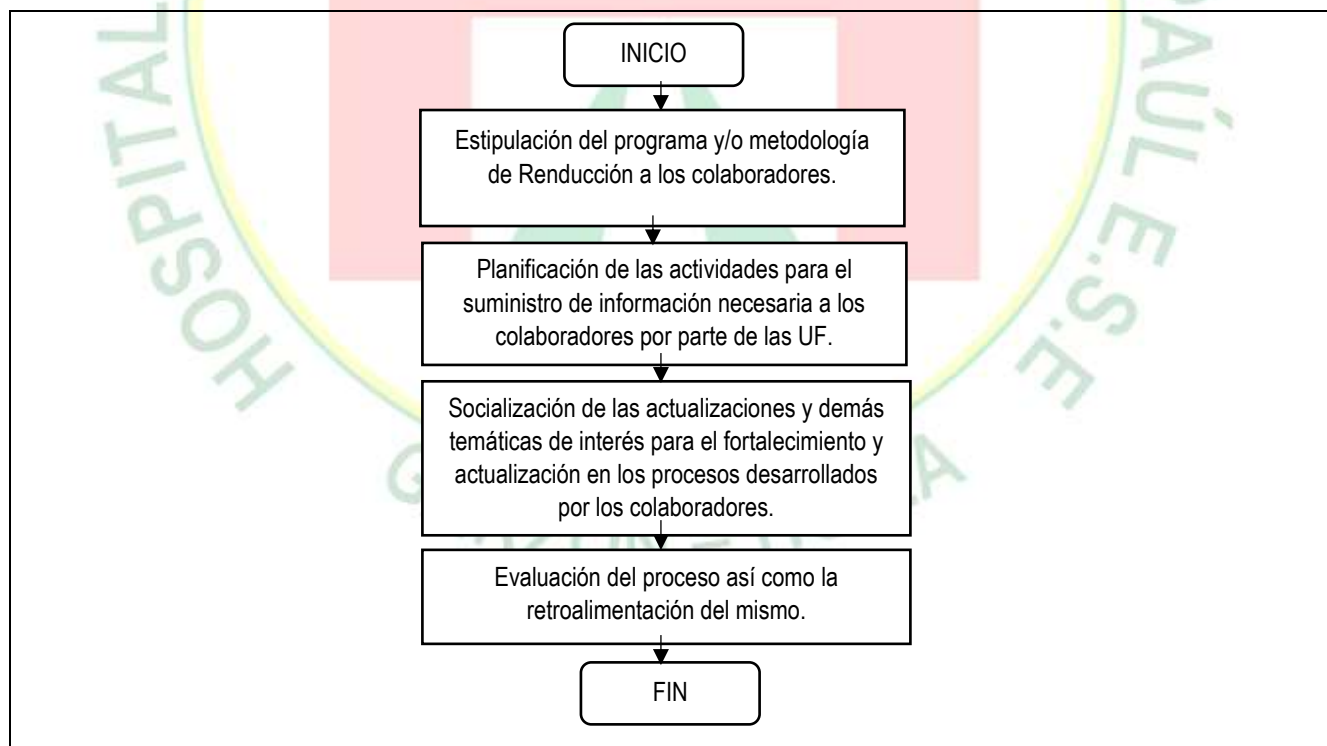 INICIO
Estipulación del programa y/o metodología
de Renducción a los colaboradores.
Planificación de las actividades para el
suministro de información necesaria a los
colaboradores por parte de las UF.
Socialización de las actualizaciones y demás
temáticas de interés para el fortalecimiento y
actualización en los procesos desarrollados
por los colaboradores.
Evaluación del proceso así como la
retroalimentación del mismo.
FIN
HOSPITAL
E.S.E